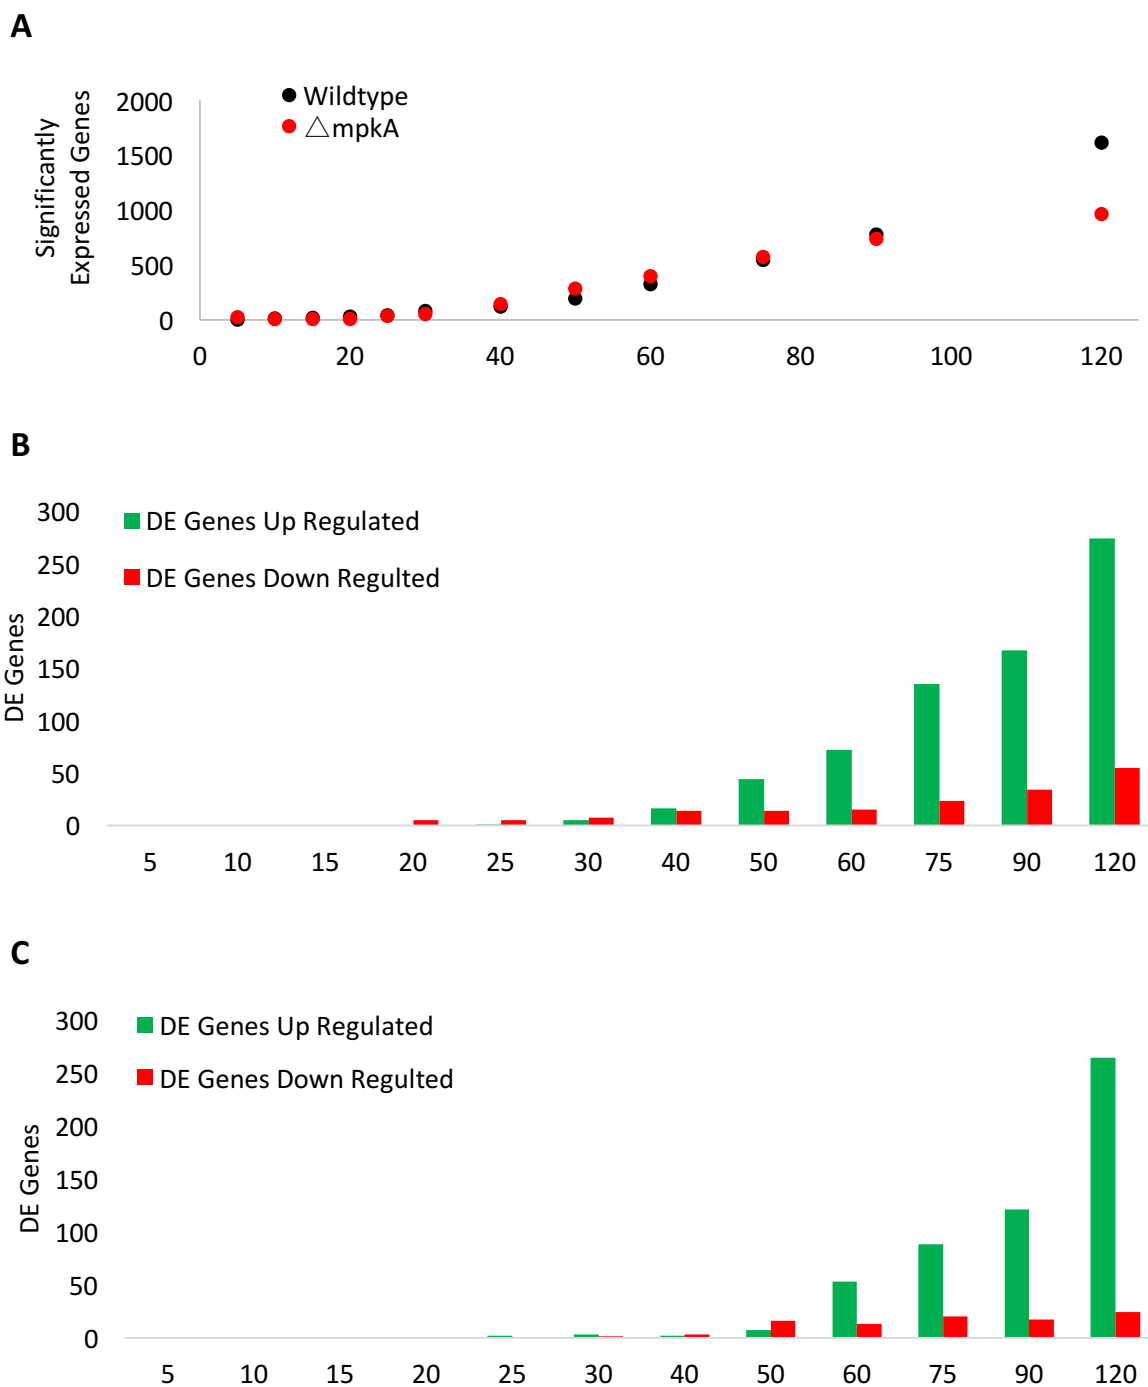 A
Significantly
Expressed Genes
2000
1500
1000
500
0
Wildtype
△mpkA
0 20 40 60 80 100 120
B
DE Genes
300
250
200
150
100
50
0
DE Genes Up Regulated
DE Genes Down Regulted
5 10 15 20 25 30 40 50 60 75 90 120
C
DE Genes
300
250
200
150
100
50
0
DE Genes Up Regulated
DE Genes Down Regulted
5 10 15 20 25 30 40 50 60 75 90 120